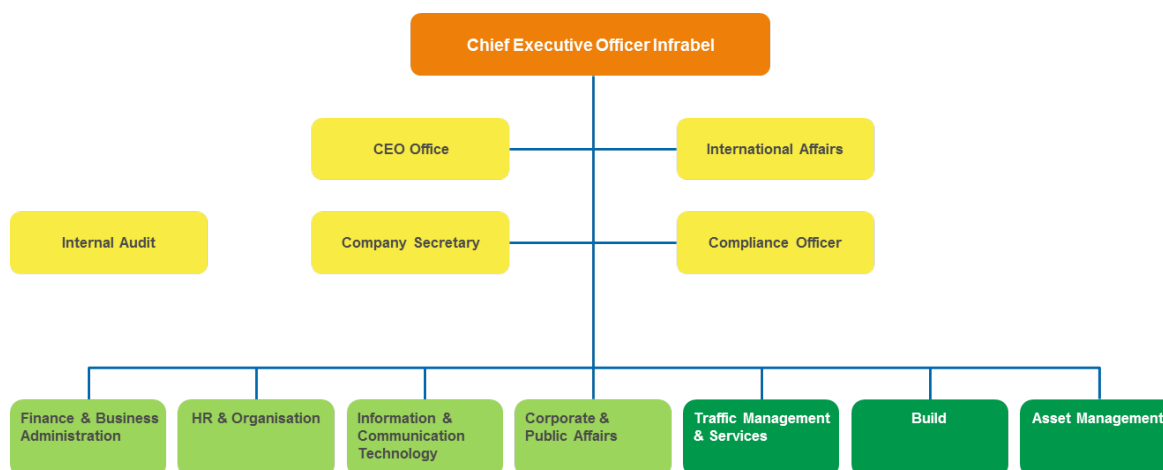 Chief Executive Officer Infrabel
CEO Office
International Affairs
Internal Audit
Company Secretary
Compliance Officer
Finance & Business
Administration
HR & Organisation
Information &
Communication
Technology
Corporate &
Public Affairs
Traffic Management
& Services
Build
Asset Management